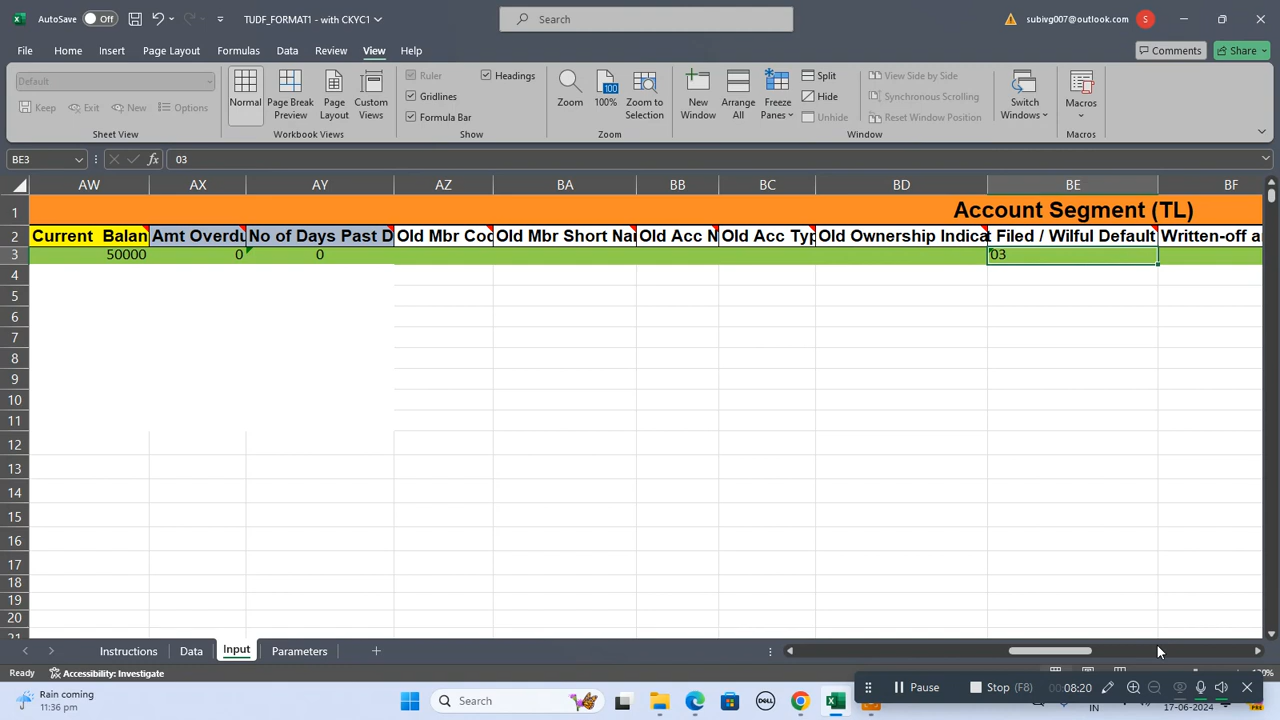 AutoSave Off TUDF_FORMAT1 - with CKYC1 Search subivg007@outlook.com S
File Home Insert Page Layout Formulas Data Review View Help Comments Share
Default Ruler Headings Split View Side by Side
Gridlines Hide Synchronous Scrolling
Keep Exit New Options Formula Bar Unhide Reset Window Position
Normal Page Break Preview Page Layout Custom Views Zoom 100% Zoom to Selection New Window Arrange All Freeze Panes Switch Windows Macros
Sheet View Workbook Views Show Zoom Window Macros
BE3 fx 03
AW AX AY AZ BA BB BC BD BE BF
1 Account Segment (TL)
2 Current Balan Amt Overdu No of Days Past D Old Mbr Coc Old Mbr Short Na Old Acc N Old Acc Typ Old Ownership Indica t Filed / Wilful Default Written-off a
3 50000 0 0 03
4
5
6
7
8
9
10
11
12
13
14
15
16
17
18
19
20
21
Instructions Data Input Parameters
Ready Accessibility: Investigate
Rain coming
11:36 pm
Search
Pause Stop (F8) 00:08:20
IN 17-06-2024